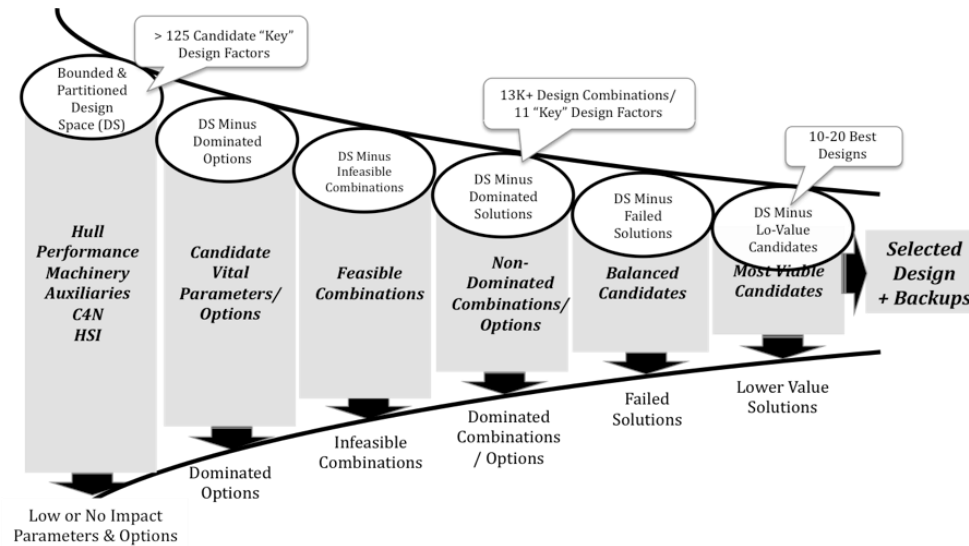 > 125 Candidate “Key”
Design Factors
Bounded &
Partitioned
Design
Space (DS)
DS Minus
Dominated
Options
DS Minus
Infeasible
Combinations
13K+ Design Combinations/
11 “Key” Design Factors
DS Minus
Dominated
Solutions
DS Minus
Failed
Solutions
10-20 Best
Designs
DS Minus
Lo-Value
Candidates
Hull
Performance
Machinery
Auxiliaries
C4N
HSI
Candidate
Vital
Parameters/
Options
Feasible
Combinations
Non-
Dominated
Combinations/
Options
Balanced
Candidates
Most Viable
Candidates
Selected
Design
+ Backups
Low or No Impact
Parameters & Options
Dominated
Options
Infeasible
Combinations
Dominated
Combinations
/ Options
Failed
Solutions
Lower Value
Solutions